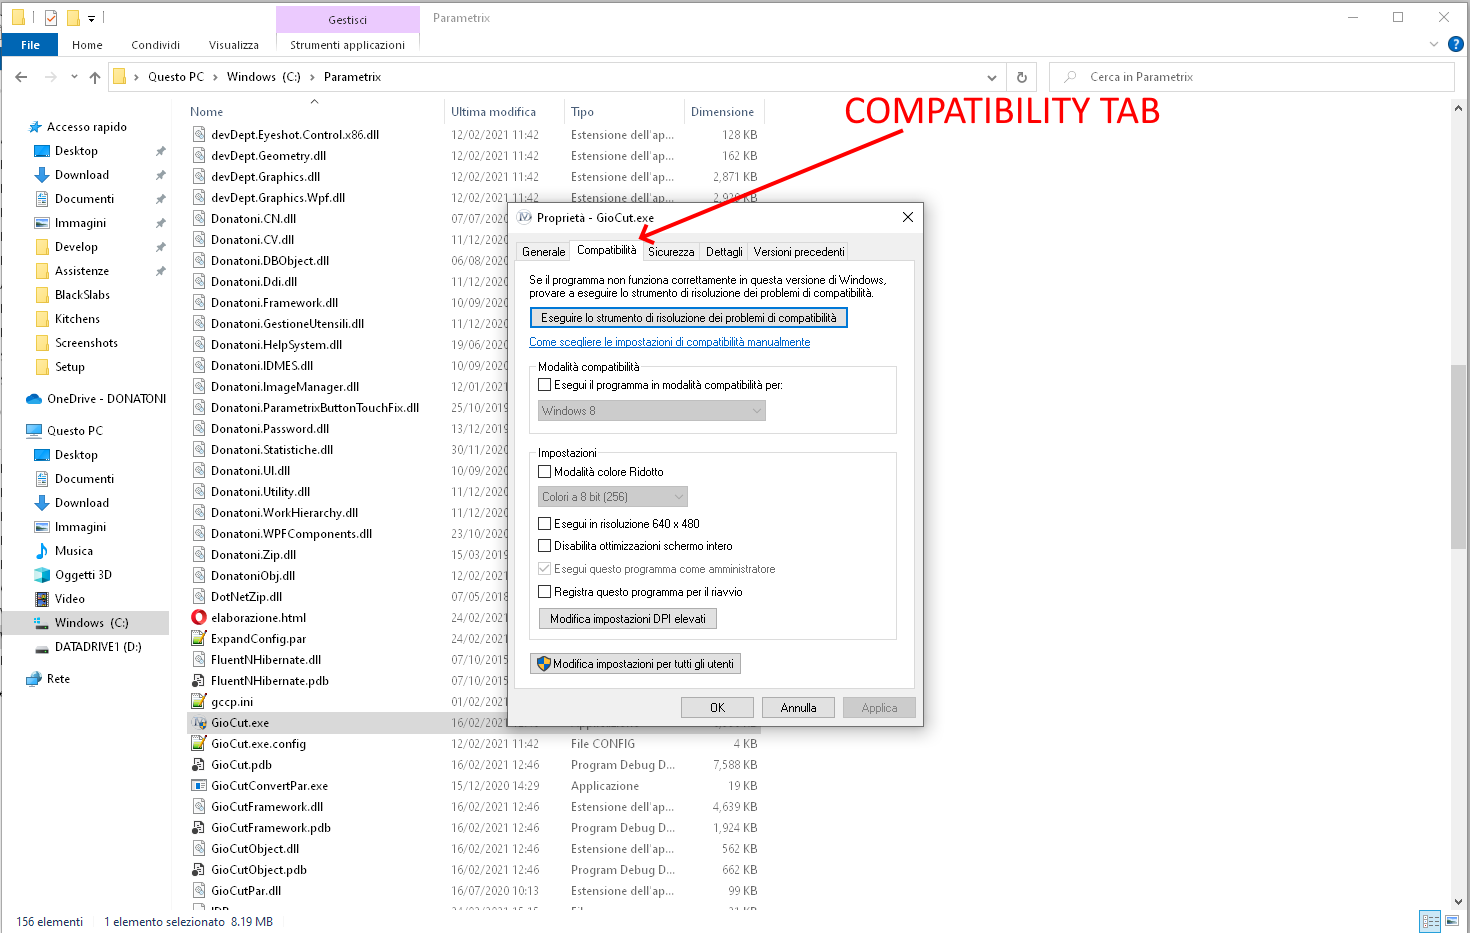 Gestisci
Parametrix
File
Home
Condividi
Visualizza
Strumenti applicazioni
Questo PC
Windows (C:)
Parametrix
Cerca in Parametrix
COMPATIBILITY TAB
Accesso rapido
Desktop
Download
Documenti
Immagini
Develop
Assistenze
BlackSlabs
Kitchens
Screenshots
Setup
OneDrive - DONATONI
Questo PC
Desktop
Documenti
Download
Immagini
Musica
Oggetti 3D
Video
Windows (C:)
DATADRIVE1 (D:)
Rete
Nome Ultima modifica Tipo Dimensione
devDept.Eyeshot.Control.x86.dll 12/02/2021 11:42 Estensione dell'ap... 128 KB
devDept.Geometry.dll 12/02/2021 11:42 Estensione dell'ap... 162 KB
devDept.Graphics.dll 12/02/2021 11:42 Estensione dell'ap... 2,871 KB
devDept.Graphics.Wpf.dll 12/02/2021 11:42 Estensione dell'ap...
Donatoni.CN.dll 07/07/2020
Donatoni.CV.dll 11/12/2020
Donatoni.DBObject.dll 06/08/2020
Donatoni.Ddi.dll 11/12/2020
Donatoni.Framework.dll 10/09/2020
Donatoni.GestioneUtensili.dll 11/12/2020
Donatoni.HelpSystem.dll 19/06/2020
Donatoni.IDMES.dll 10/09/2020
Donatoni.ImageManager.dll 12/01/2021
Donatoni.ParametrixButtonTouchFix.dll 25/10/2019
Donatoni.Password.dll 13/12/2019
Donatoni.Statistiche.dll 30/11/2020
Donatoni.UI.dll 10/09/2020
Donatoni.Utility.dll 11/12/2020
Donatoni.WorkHierarchy.dll 11/12/2020
Donatoni.WPFComponents.dll 23/10/2020
Donatoni.Zip.dll 15/03/2019
DonatoniObj.dll 12/02/2021
DotNetZip.dll 07/05/2018
elaborazione.html 24/02/2021
ExpandConfig.par 24/02/2021
FluentNHibernate.dll 07/10/2015
FluentNHibernate.pdb 07/10/2015
gccp.ini 01/02/2021
GioCut.exe 16/02/2021
GioCut.exe.config 12/02/2021 11:42 File CONFIG 4 KB
GioCut.pdb 16/02/2021 12:46 Program Debug D... 7,588 KB
GioCutConvertPar.exe 15/12/2020 14:29 Applicazione 19 KB
GioCutFramework.dll 16/02/2021 12:46 Estensione dell'ap... 4,639 KB
GioCutFramework.pdb 16/02/2021 12:46 Program Debug D... 1,924 KB
GioCutObject.dll 16/02/2021 12:46 Estensione dell'ap... 562 KB
GioCutObject.pdb 16/02/2021 12:46 Program Debug D... 662 KB
GioCutPar.dll 16/07/2020 10:13 Estensione dell'ap... 99 KB
Proprietà - GioCut.exe
Generale Compatibilità Sicurezza Dettagli Versioni precedenti
Se il programma non funziona correttamente in questa versione di Windows,
provare a eseguire lo strumento di risoluzione dei problemi di compatibilità.
Eseguire lo strumento di risoluzione dei problemi di compatibilità
Come scegliere le impostazioni di compatibilità manualmente
Modalità compatibilità
Esegui il programma in modalità compatibilità per:
Windows 8
Impostazioni
Modalità colore Ridotto
Colori a 8 bit (256)
Esegui in risoluzione 640 x 480
Disabilita ottimizzazioni schermo intero
Esegui questo programma come amministratore
Registra questo programma per il riavvio
Modifica impostazioni DPI elevati
Modifica impostazioni per tutti gli utenti
OK Annulla Applica
156 elementi 1 elemento selezionato 8.19 MB